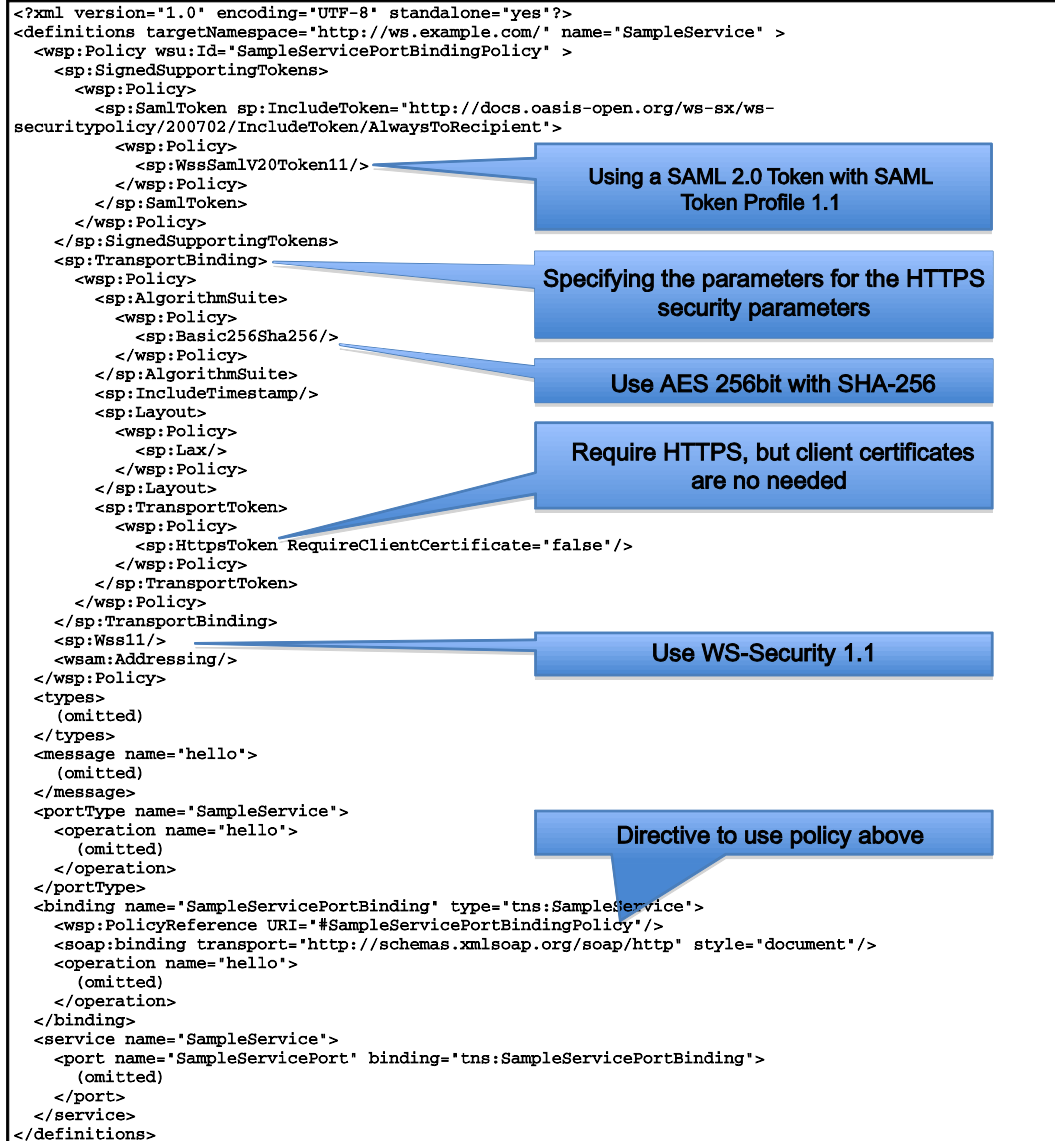 <?xml version="1.0" encoding="UTF-8" standalone="yes"?>
<definitions targetNamespace="http://ws.example.com/" name="SampleService" >
  <wsp:Policy wsu:Id="SampleServicePortBindingPolicy" >
    <sp:SignedSupportingTokens>
      <wsp:Policy>
        <sp:SamlToken sp:IncludeToken="http://docs.oasis-open.org/ws-sx/ws-
securitypolicy/200702/IncludeToken/AlwaysToRecipient">
          <wsp:Policy>
            <sp:WssSamlV20Token11/>
          </wsp:Policy>
        </sp:SamlToken>
      </wsp:Policy>
    </sp:SignedSupportingTokens>
    <sp:TransportBinding>
      <wsp:Policy>
        <sp:AlgorithmSuite>
          <wsp:Policy>
            <sp:Basic256Sha256/>
          </wsp:Policy>
        </sp:AlgorithmSuite>
        <sp:IncludeTimestamp/>
        <sp:Layout>
          <wsp:Policy>
            <sp:Lax/>
          </wsp:Policy>
        </sp:Layout>
        <sp:TransportToken>
          <wsp:Policy>
            <sp:HttpsToken RequireClientCertificate="false"/>
          </wsp:Policy>
        </sp:TransportToken>
      </wsp:Policy>
    </sp:TransportBinding>
    <sp:Wss11/>
    <wsam:Addressing/>
  </wsp:Policy>
  <types>
    (omitted)
  </types>
  <message name="hello">
    (omitted)
  </message>
  <portType name="SampleService">
    <operation name="hello">
      (omitted)
    </operation>
  </portType>
  <binding name="SampleServicePortBinding" type="tns:SampleService">
    <wsp:PolicyReference URI="#SampleServicePortBindingPolicy"/>
    <soap:binding transport="http://schemas.xmlsoap.org/soap/http" style="document"/>
    <operation name="hello">
      (omitted)
    </operation>
  </binding>
  <service name="SampleService">
    <port name="SampleServicePort" binding="tns:SampleServicePortBinding">
      (omitted)
    </port>
  </service>
</definitions>
Using a SAML 2.0 Token with SAML
Token Profile 1.1
Specifying the parameters for the HTTPS
security parameters
Use AES 256bit with SHA-256
Require HTTPS, but client certificates
are no needed
Use WS-Security 1.1
Directive to use policy above